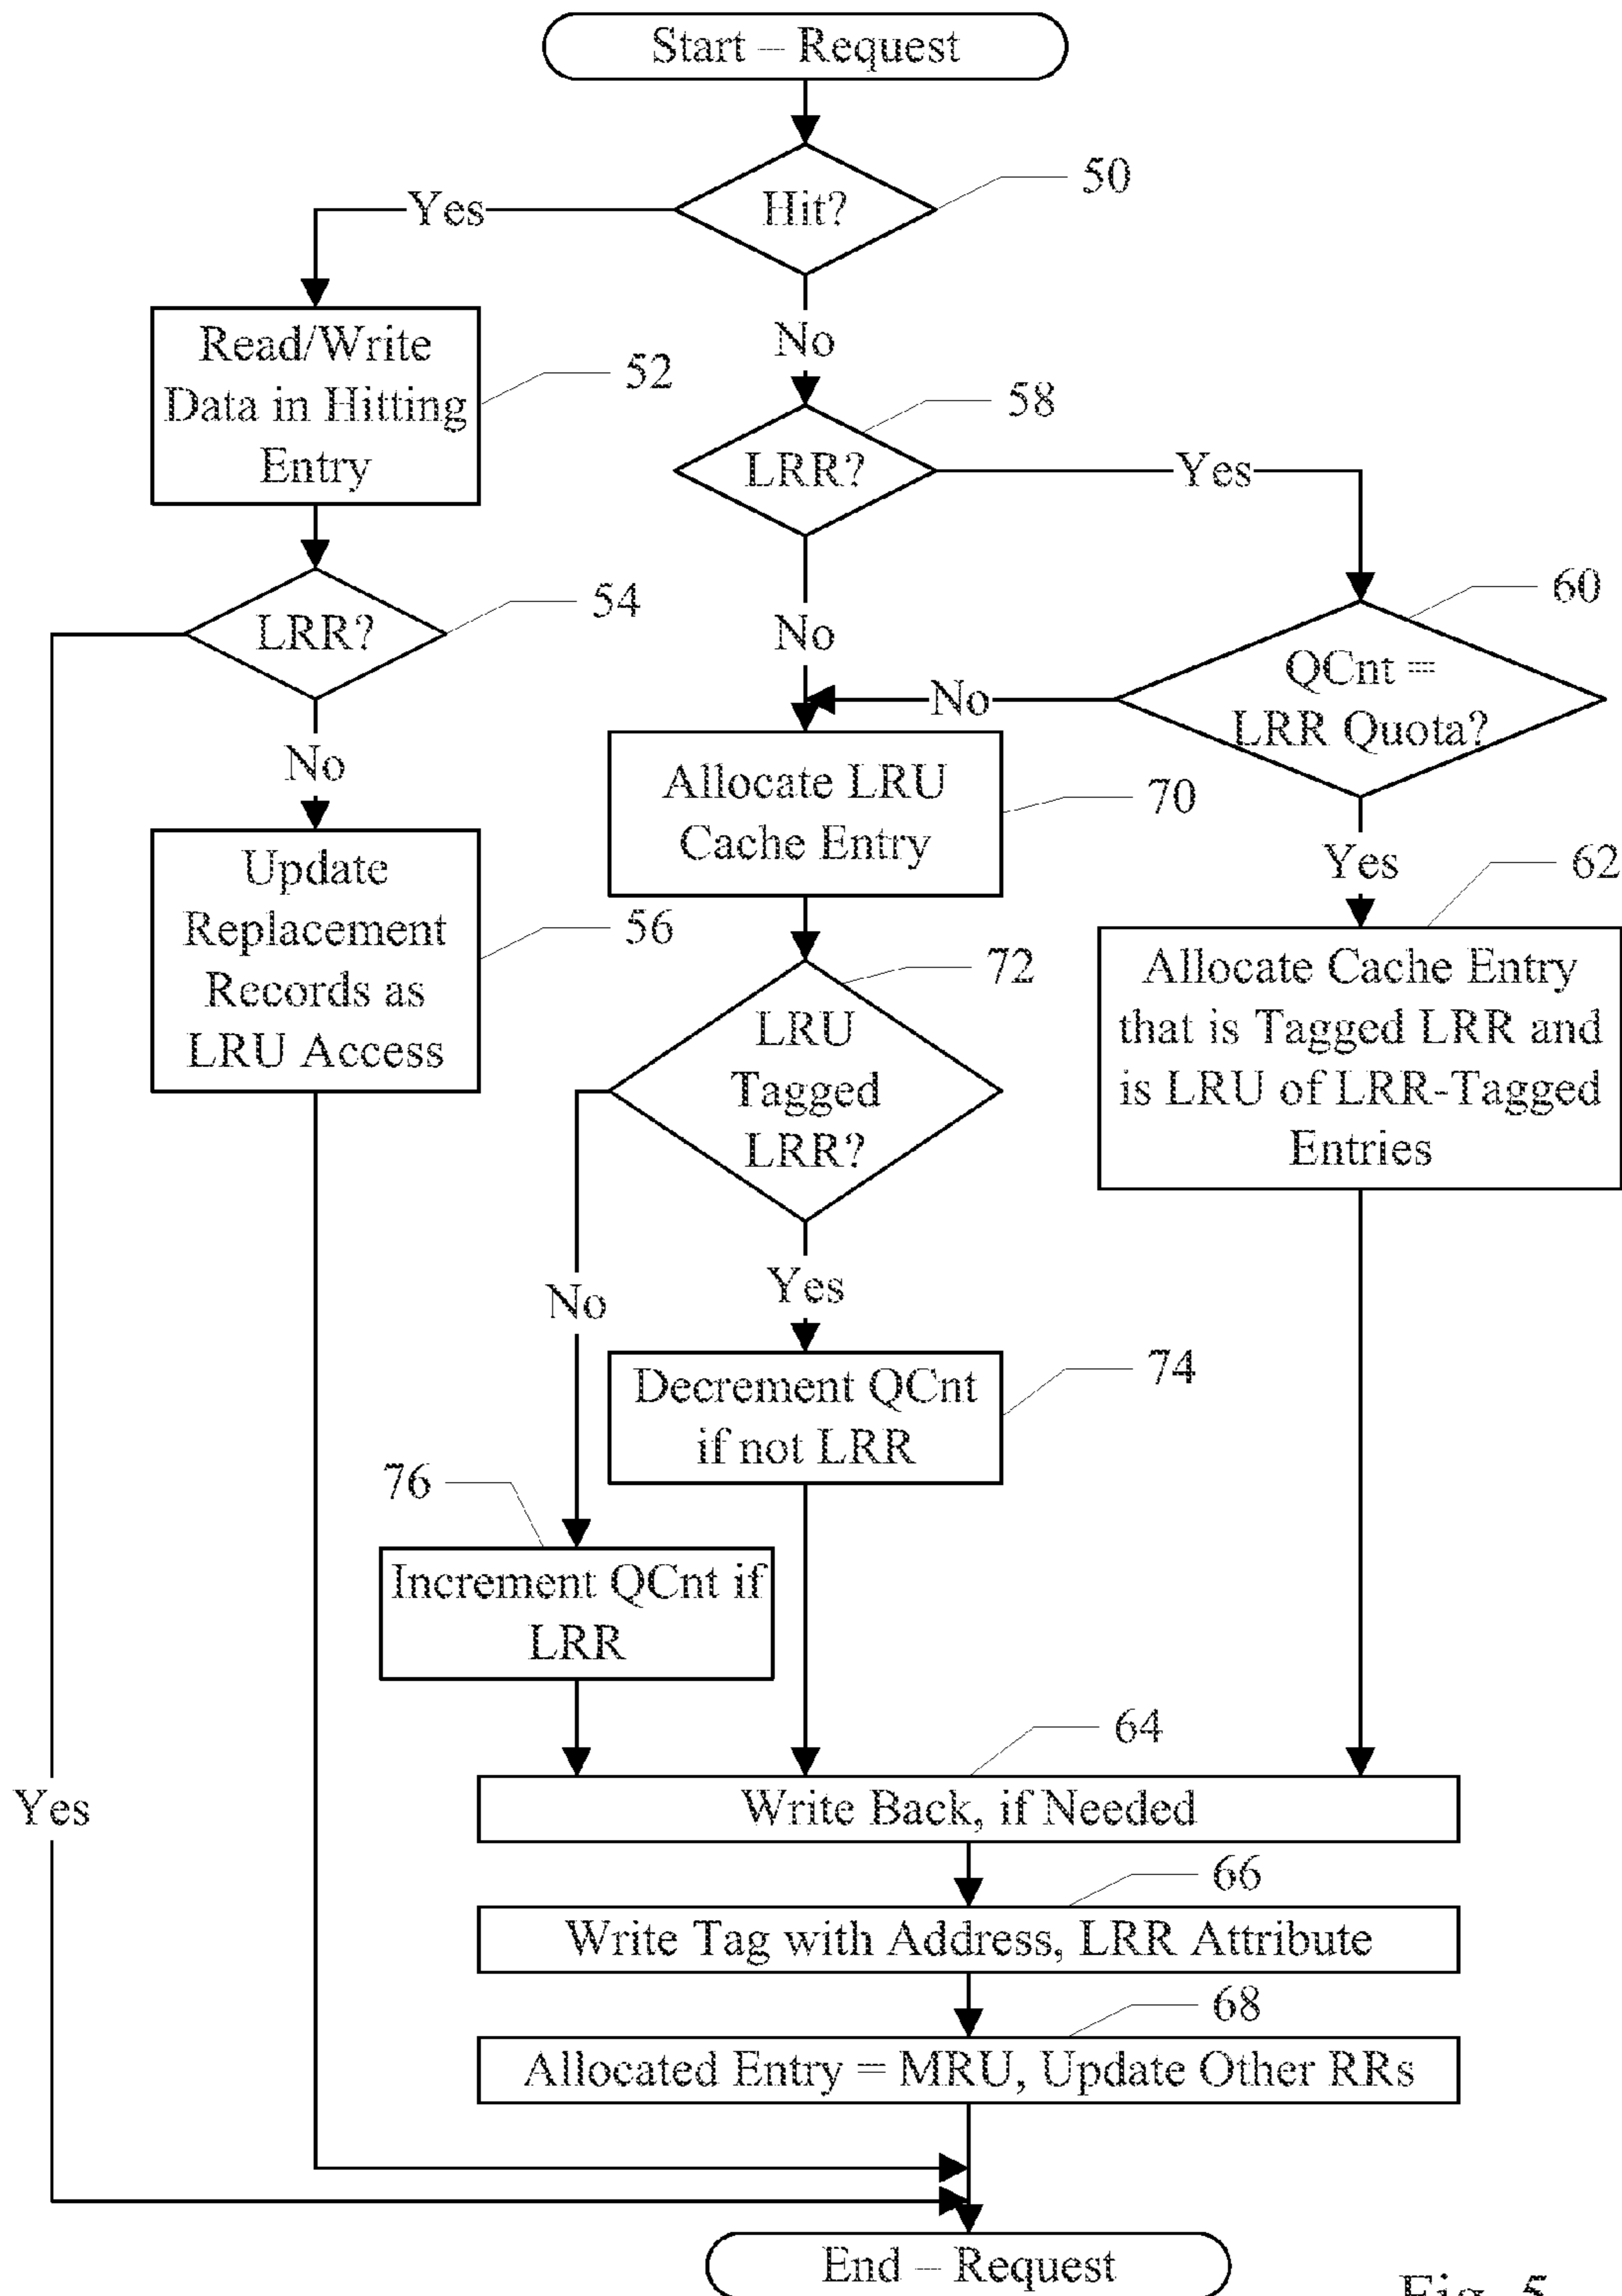 Start – Request
Hit?
50
Yes
No
Read/Write
Data in Hitting
Entry
52
LRR?
58
Yes
LRR?
54
No
60
QCnt =
LRR Quota?
No
No
Allocate LRU
Cache Entry
70
Yes
62
Update
Replacement
Records as
LRU Access
56
72
LRU
Tagged
LRR?
Allocate Cache Entry
that is Tagged LRR and
is LRU of LRR-Tagged
Entries
No
Yes
Decrement QCnt
if not LRR
74
76
Increment QCnt if
LRR
64
Yes
Write Back, if Needed
66
Write Tag with Address, LRR Attribute
68
Allocated Entry = MRU, Update Other RRs
End – Request
Fig. 5